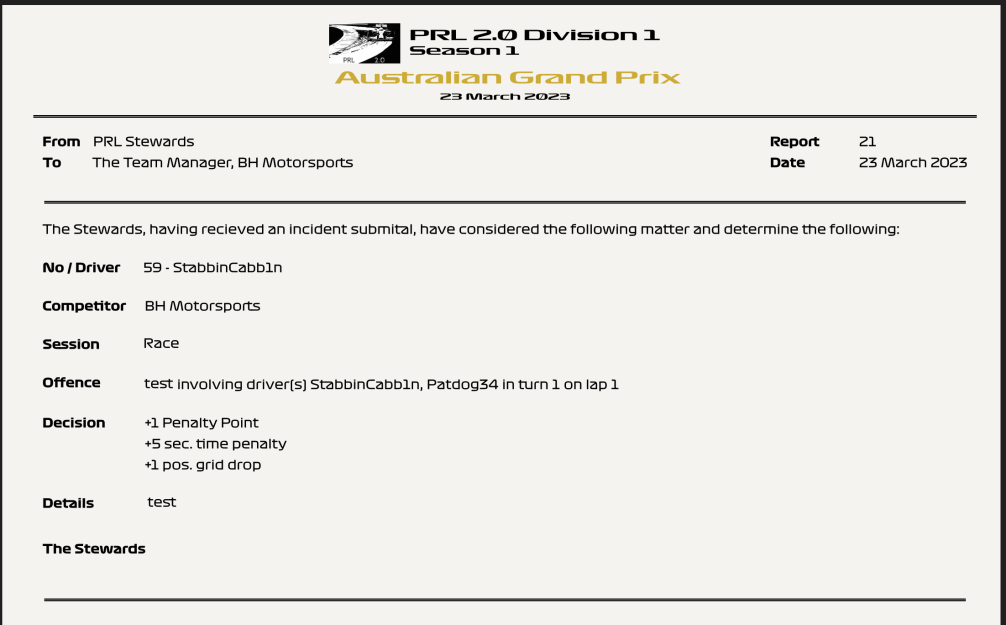 PRL 2.0 Division 1
Season 1
PRL 2.0
Australian Grand Prix
23 March 2023
From PRL Stewards
Report 21
To The Team Manager, BH Motorsports
Date 23 March 2023
The Stewards, having recieved an incident submital, have considered the following matter and determine the following:
No / Driver 59 - StabbinCabb1n
Competitor BH Motorsports
Session Race
Offence test involving driver(s) StabbinCabb1n, Patdog34 in turn 1 on lap 1
Decision +1 Penalty Point
+5 sec. time penalty
+1 pos. grid drop
Details test
The Stewards